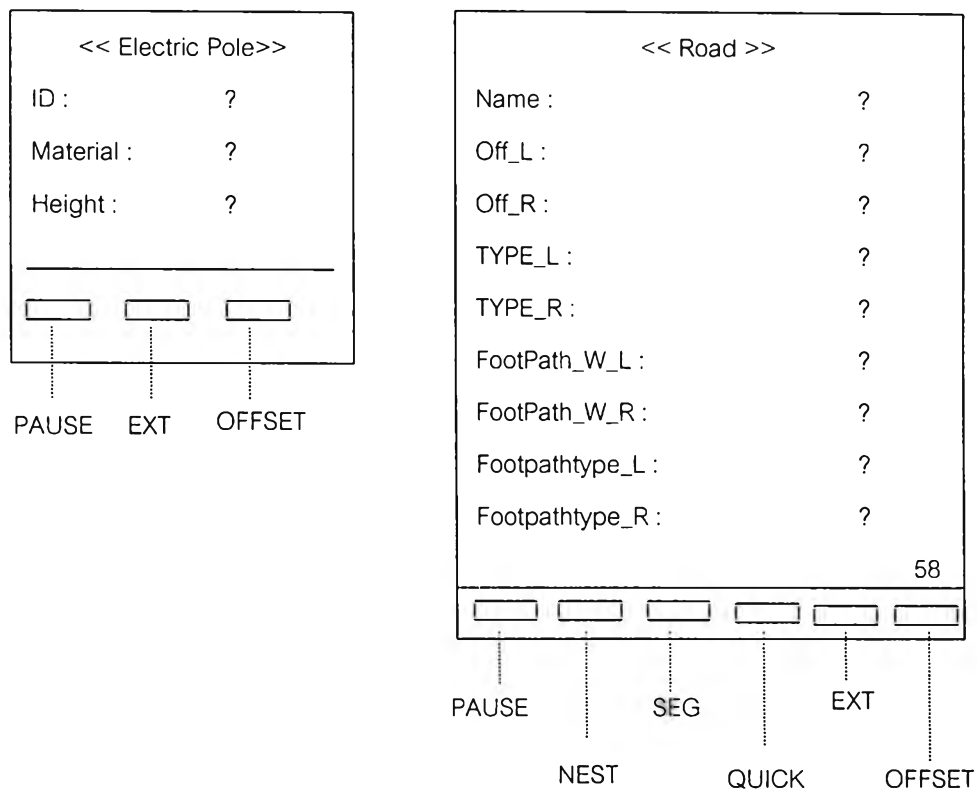 << Electric Pole>>
ID : ?
Material : ?
Height : ?
PAUSE EXT OFFSET
<< Road >>
Name : ?
Off_L : ?
Off_R : ?
TYPE_L : ?
TYPE_R : ?
FootPath_W_L : ?
FootPath_W_R : ?
Footpathtype_L : ?
Footpathtype_R : ?
58
PAUSE SEG EXT
NEST QUICK OFFSET